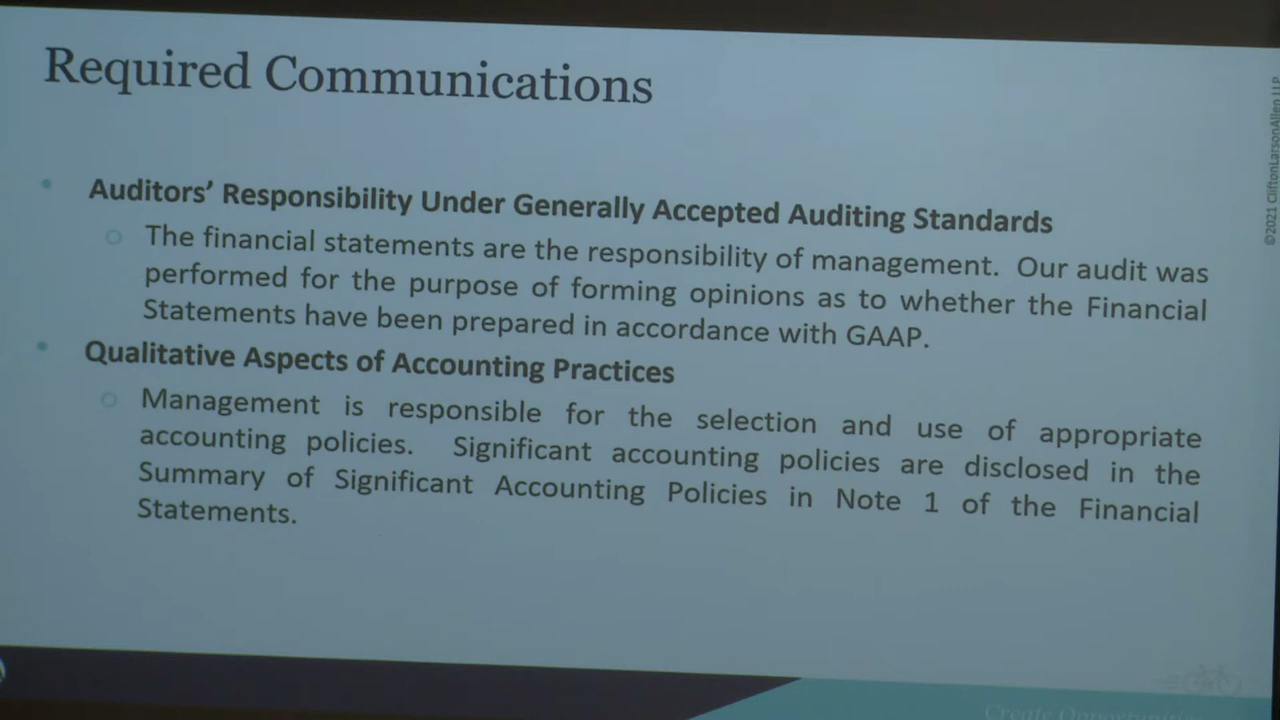 Required Communications
©2021 CliftonLarsonAllen LLP
• Auditors’ Responsibility Under Generally Accepted Auditing Standards
○ The financial statements are the responsibility of management. Our audit was
performed for the purpose of forming opinions as to whether the Financial
Statements have been prepared in accordance with GAAP.
• Qualitative Aspects of Accounting Practices
○ Management is responsible for the selection and use of appropriate
accounting policies. Significant accounting policies are disclosed in the
Summary of Significant Accounting Policies in Note 1 of the Financial
Statements.
Create